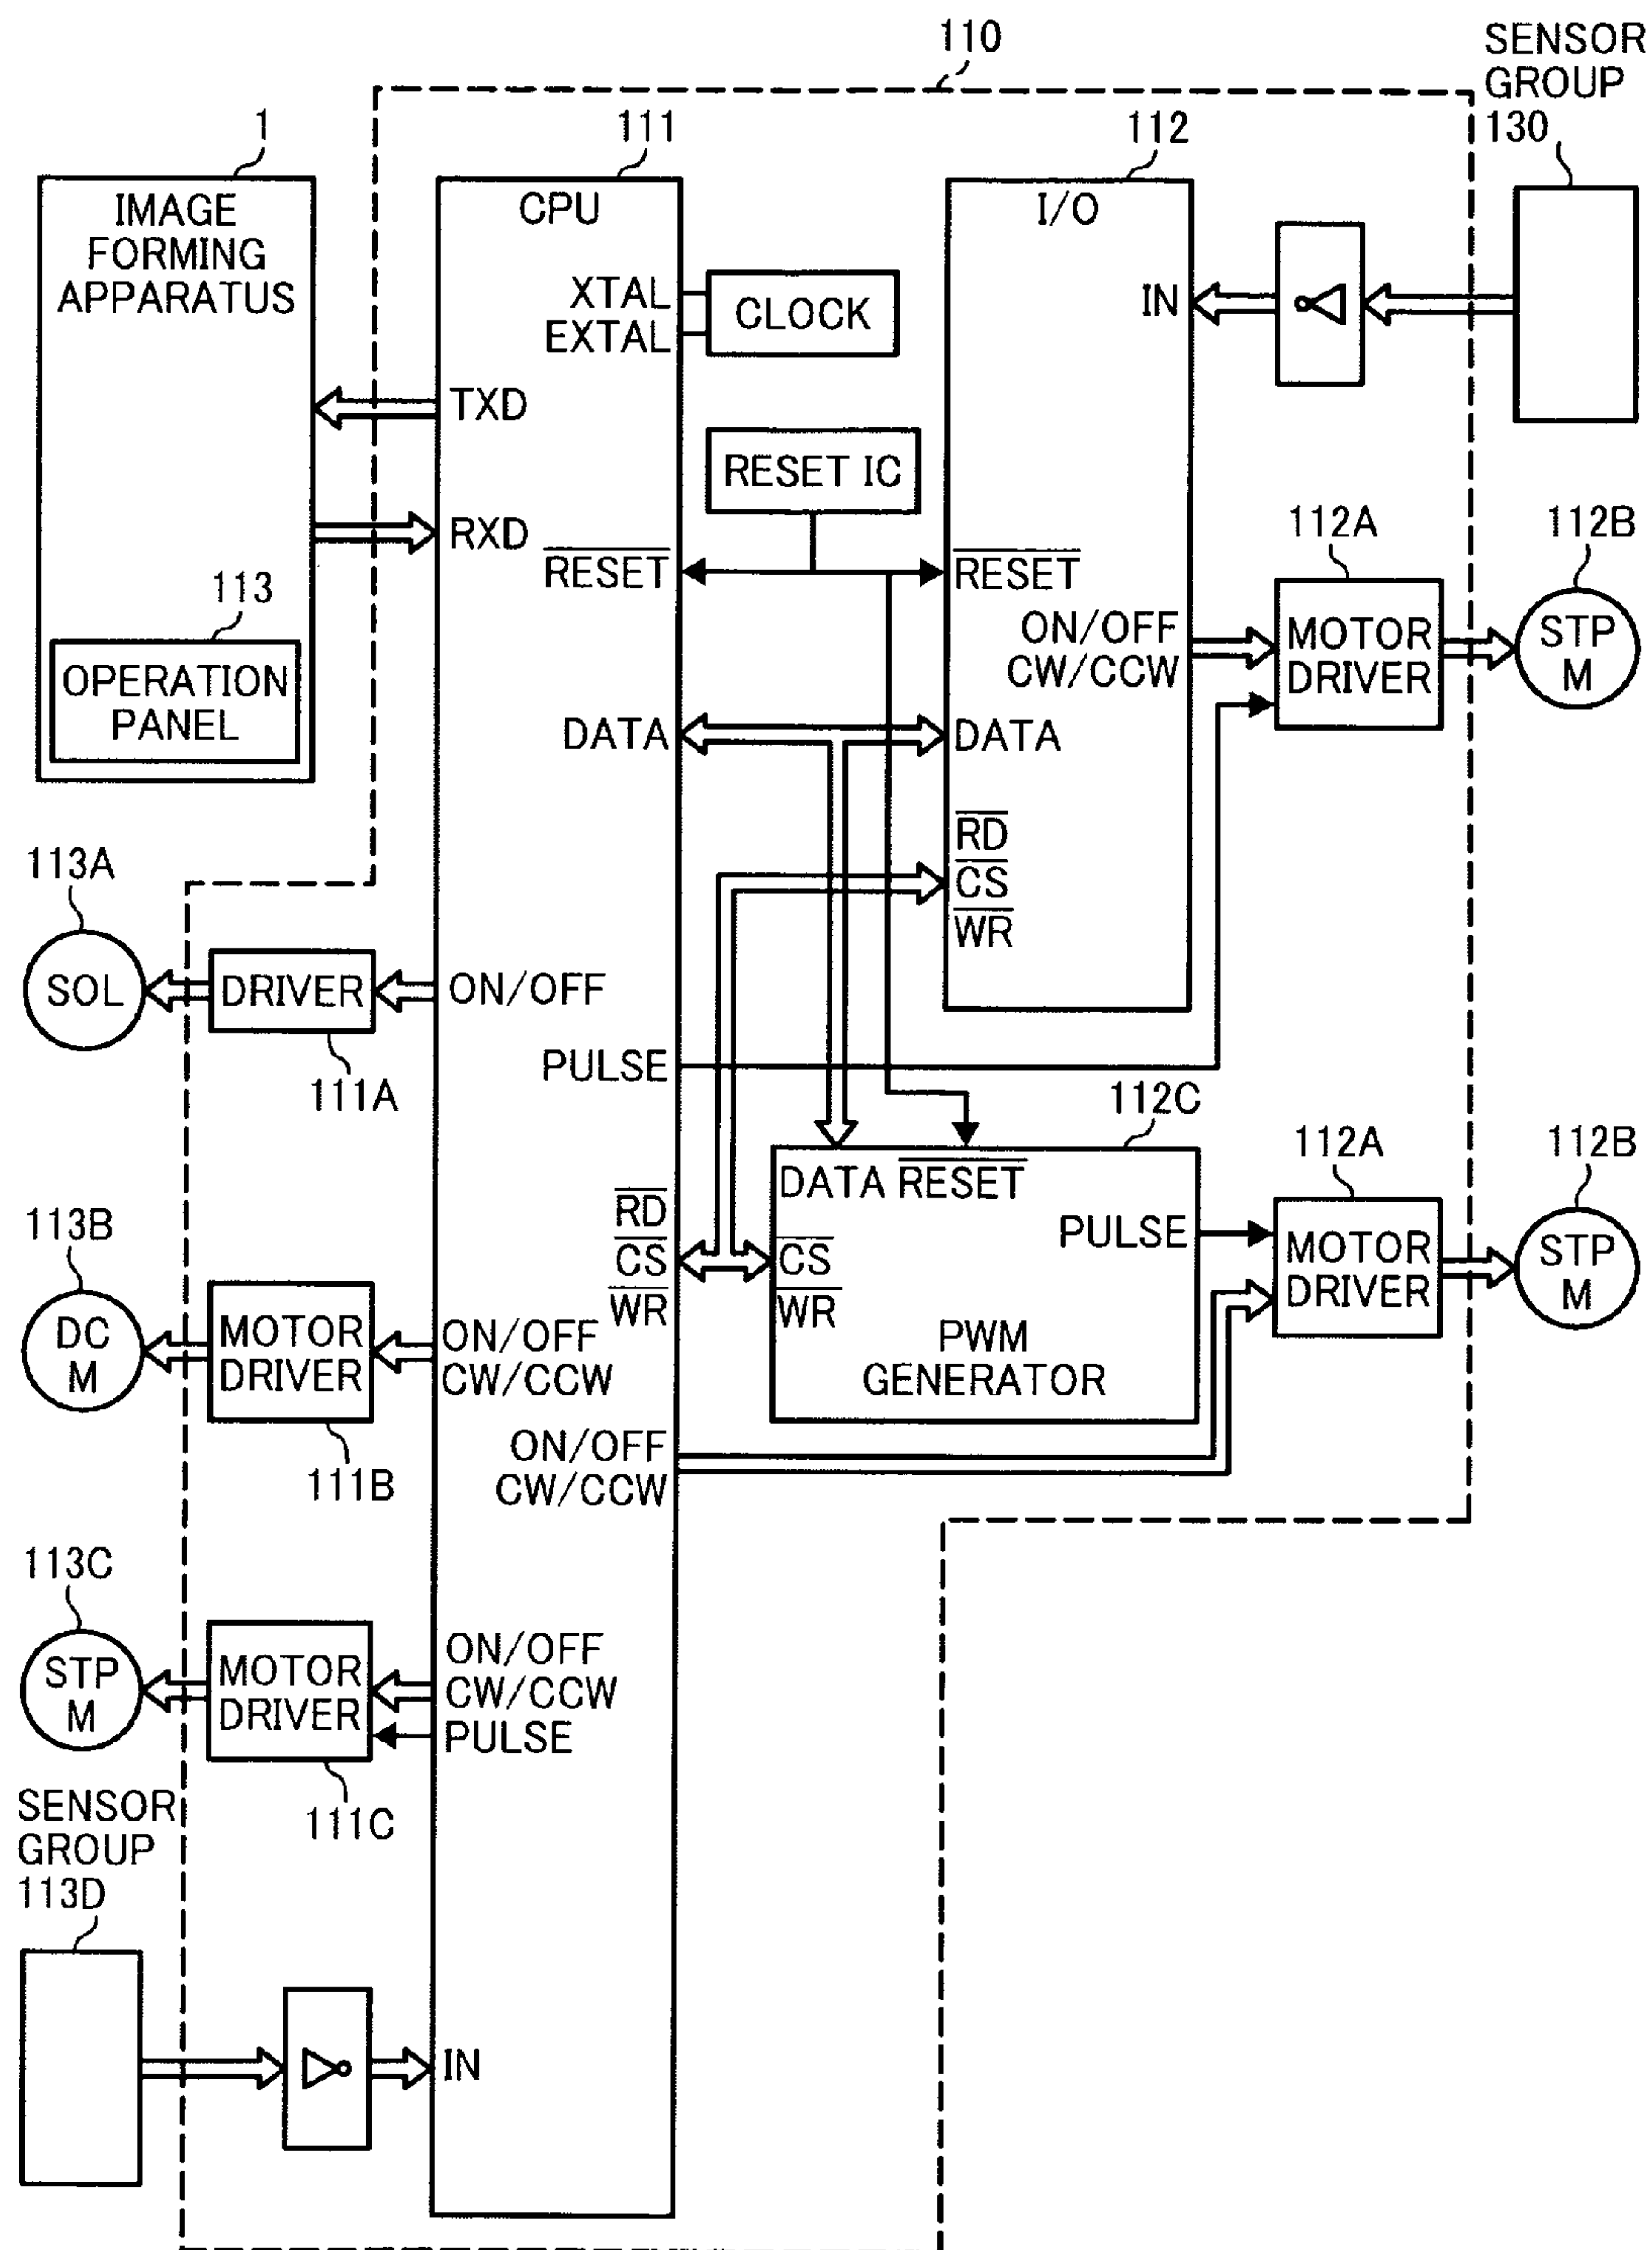 110
SENSOR
GROUP
130
1
111
112
IMAGE
FORMING
APPARATUS
CPU
I/O
XTAL
EXTAL
CLOCK
IN
TXD
RESET IC
RXD
RESET
RESET
112A
112B
113
OPERATION
PANEL
ON/OFF
CW/CCW
MOTOR
DRIVER
STP
M
DATA
DATA
RD
CS
WR
113A
SOL
DRIVER
ON/OFF
111A
PULSE
112C
DATA RESET
PULSE
CS
WR
PWM
GENERATOR
RD
CS
WR
112A
112B
MOTOR
DRIVER
STP
M
113B
DC
M
MOTOR
DRIVER
ON/OFF
CW/CCW
111B
ON/OFF
CW/CCW
113C
STP
M
MOTOR
DRIVER
ON/OFF
CW/CCW
PULSE
111C
SENSOR
GROUP
113D
IN